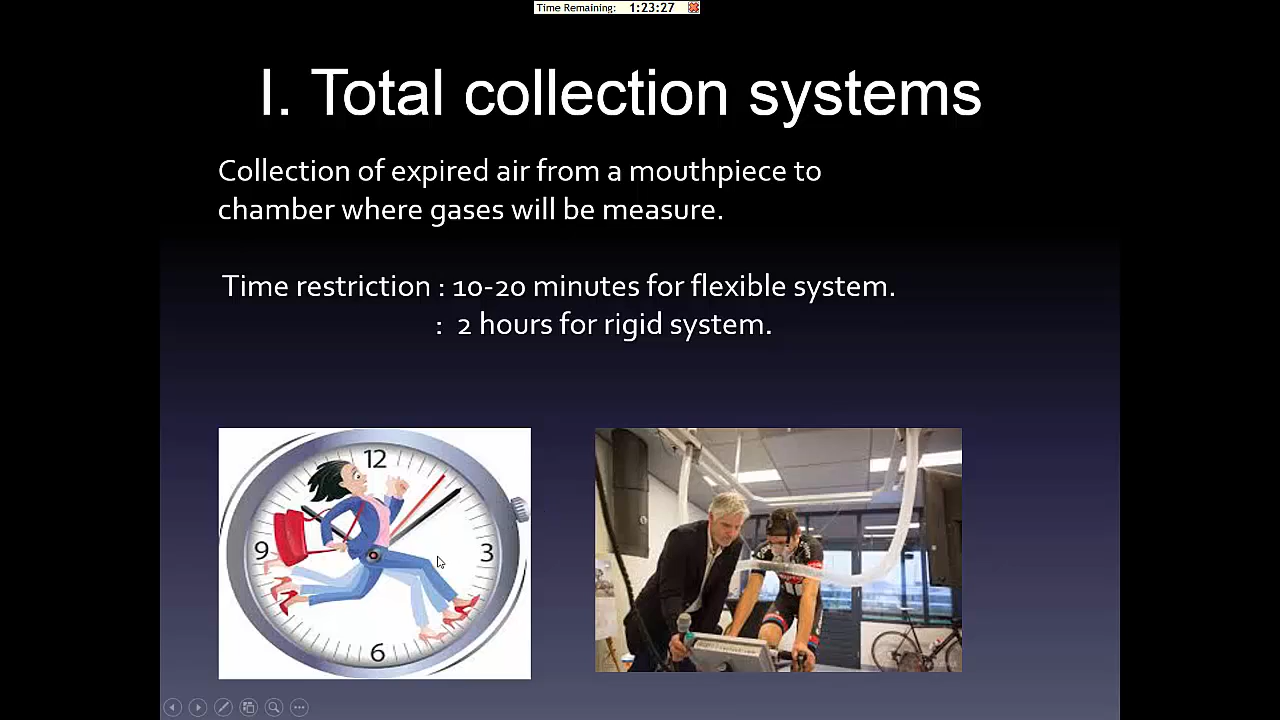 Time Remaining: 1:23:27
I. Total collection systems
Collection of expired air from a mouthpiece to
chamber where gases will be measure.
Time restriction : 10-20 minutes for flexible system.
: 2 hours for rigid system.
12
9
3
6